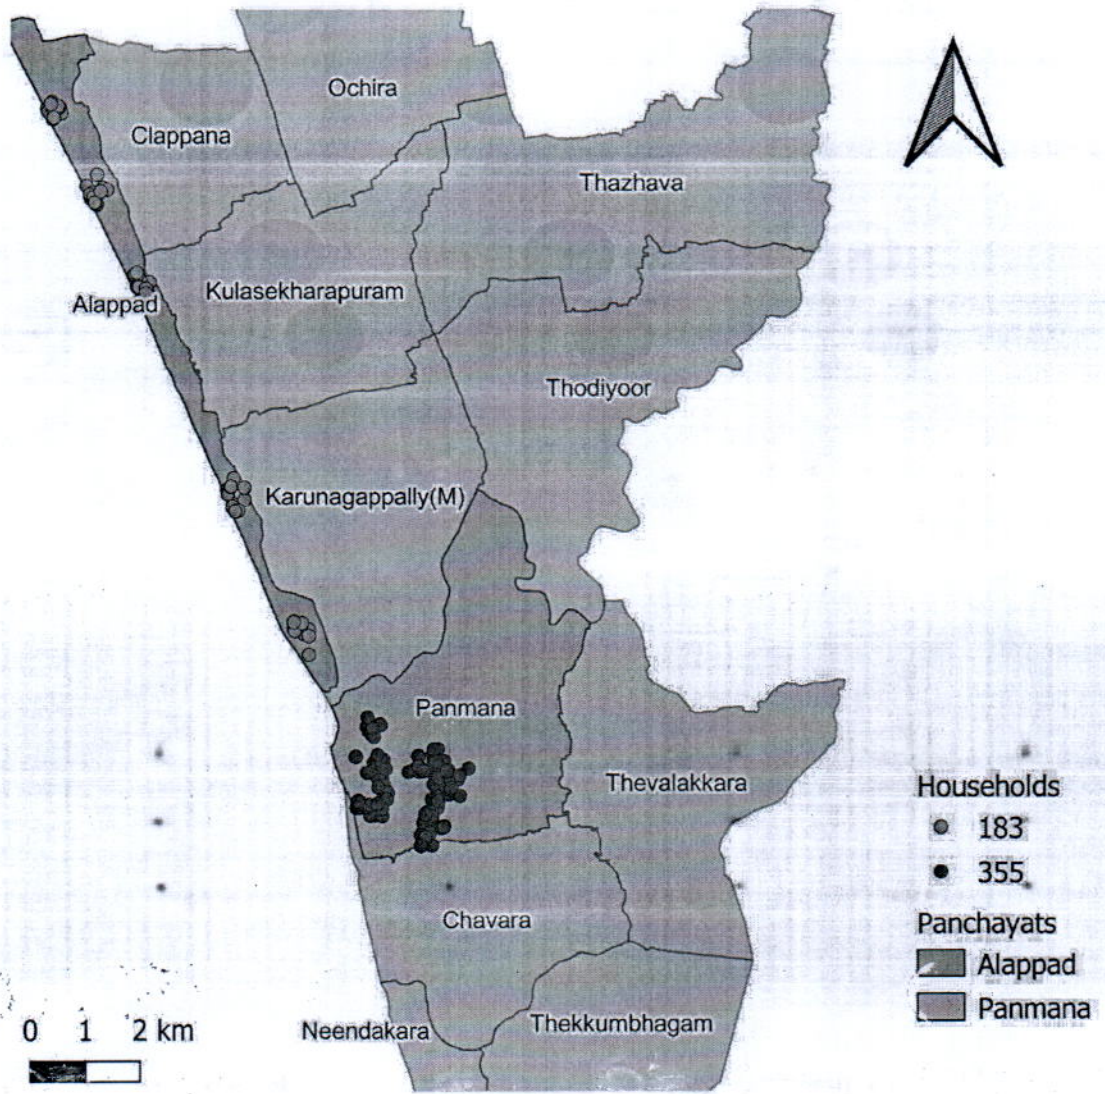 Ochira
Clappana
Thazhava
Kulasekharapuram
Alappad
Thodiyoor
Karunagappally(M)
Panmana
Thevalakkara
Households
183
355
Chavara
Panchayats
Alappad
Panmana
Neendakara
Thekkumbhagam
0 1 2 km